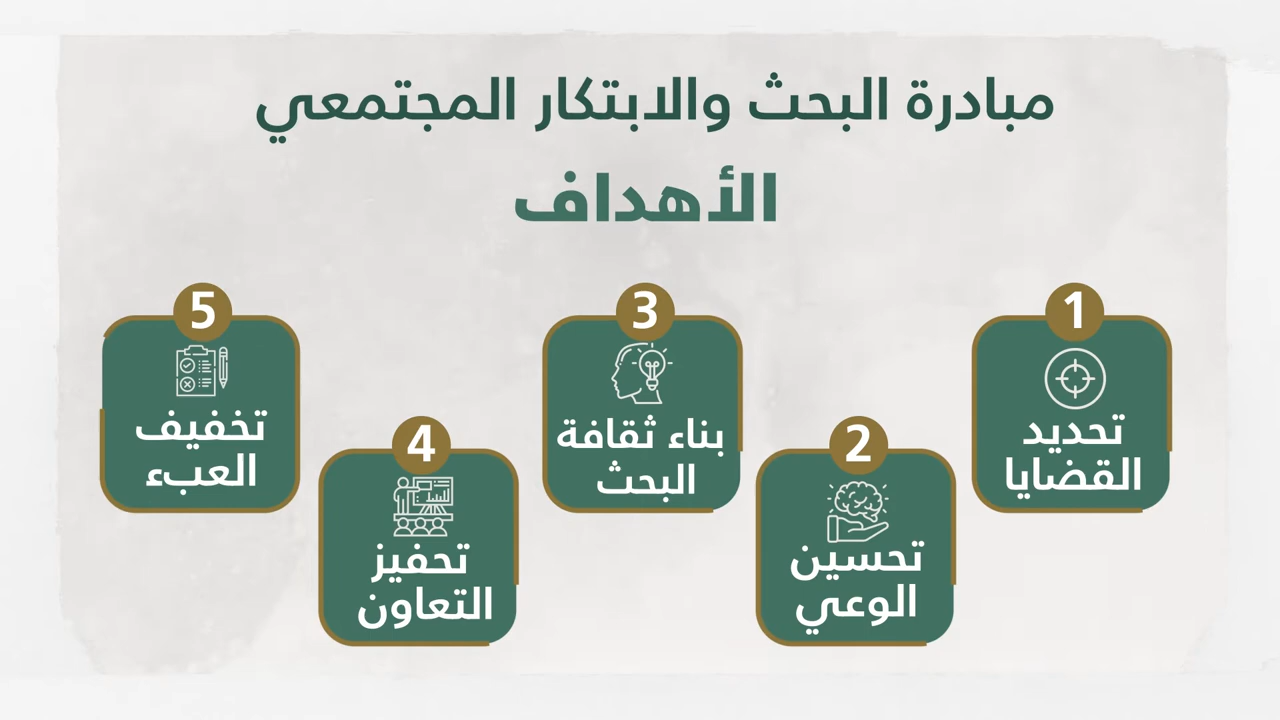 مبادرة البحث والابتكار المجتمعي
الأهداف
1
تحديد
القضايا
2
تحسين
الوعي
3
بناء ثقافة
البحث
4
تحفيز
التعاون
5
تخفيف
العبء